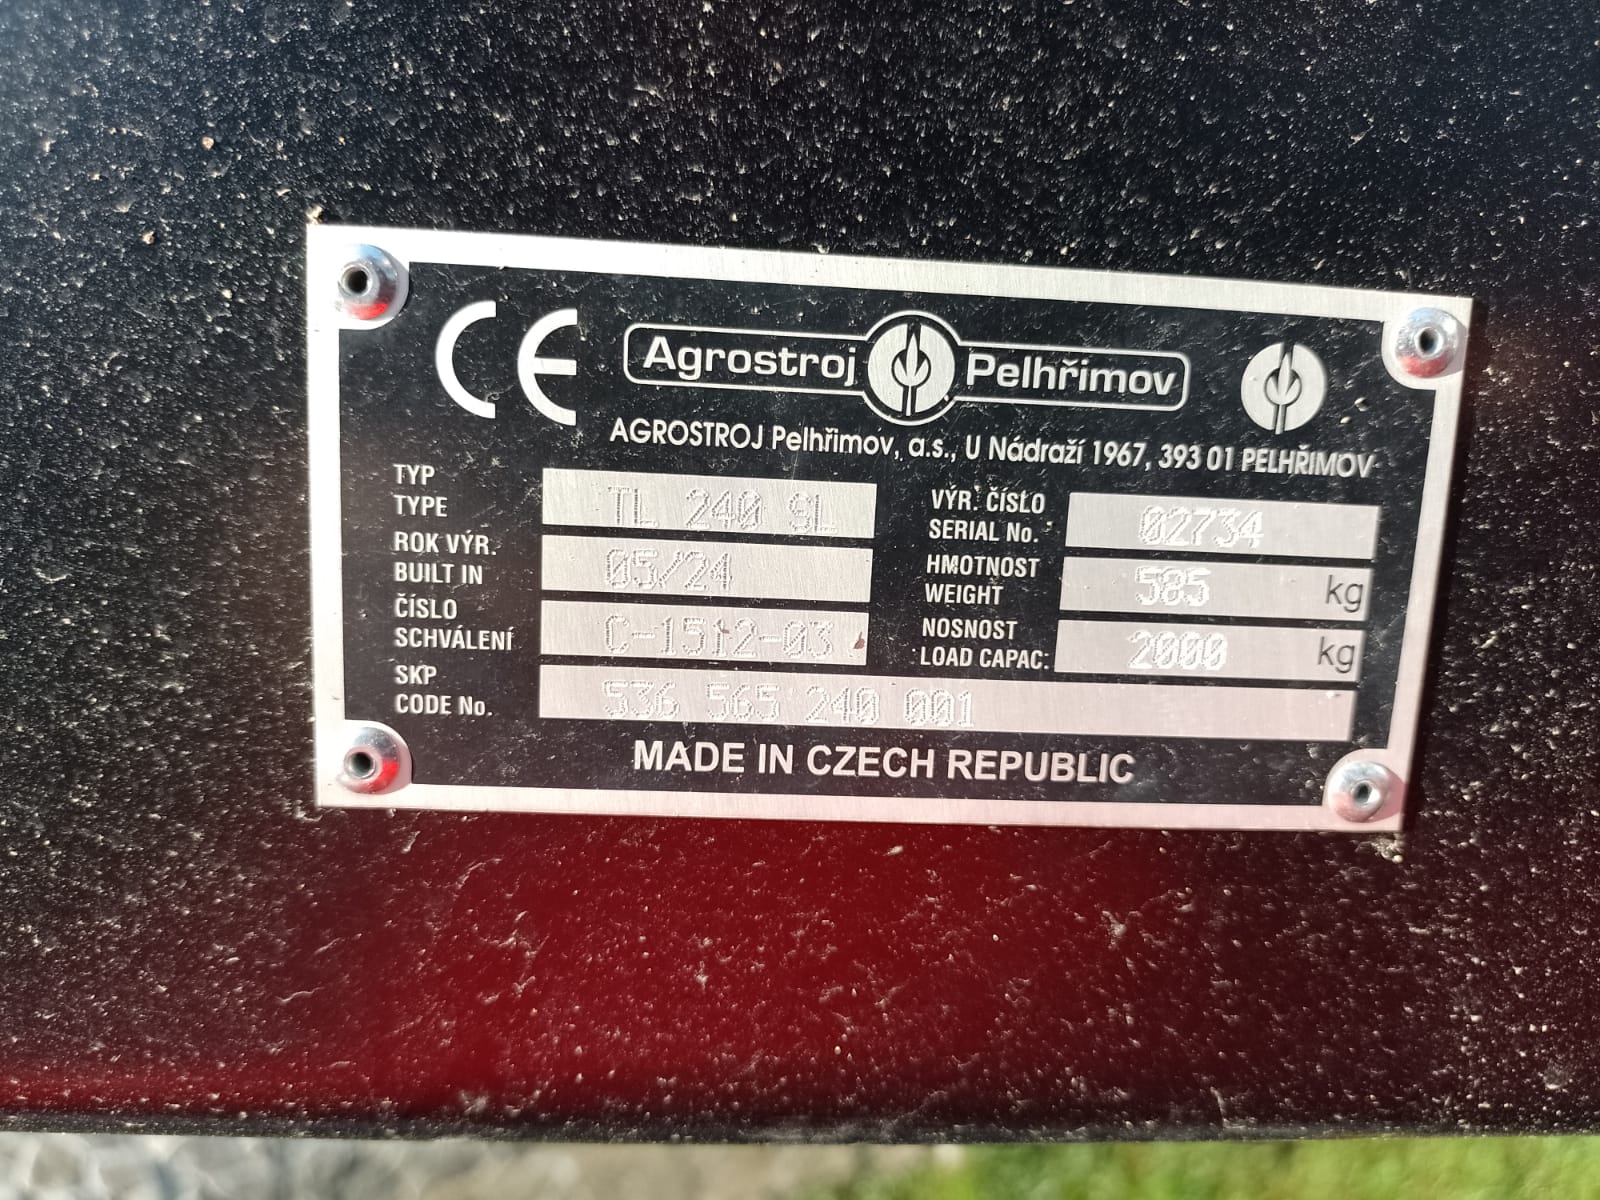 CE Agrostroj Pelhřimov
AGROSTROJ Pelhřimov, a.s., U Nádraží 1967, 393 01 PELHŘIMOV
TYP
TYPE
TL 240 SL
VÝR. ČÍSLO
SERIAL No.
02734
ROK VÝR.
BUILT IN
05/24
HMOTNOST
WEIGHT
585 kg
ČÍSLO
SCHVÁLENÍ
C-1512-03
NOSNOST
LOAD CAPAC:
2000 kg
SKP
CODE No.
536 565 240 001
MADE IN CZECH REPUBLIC